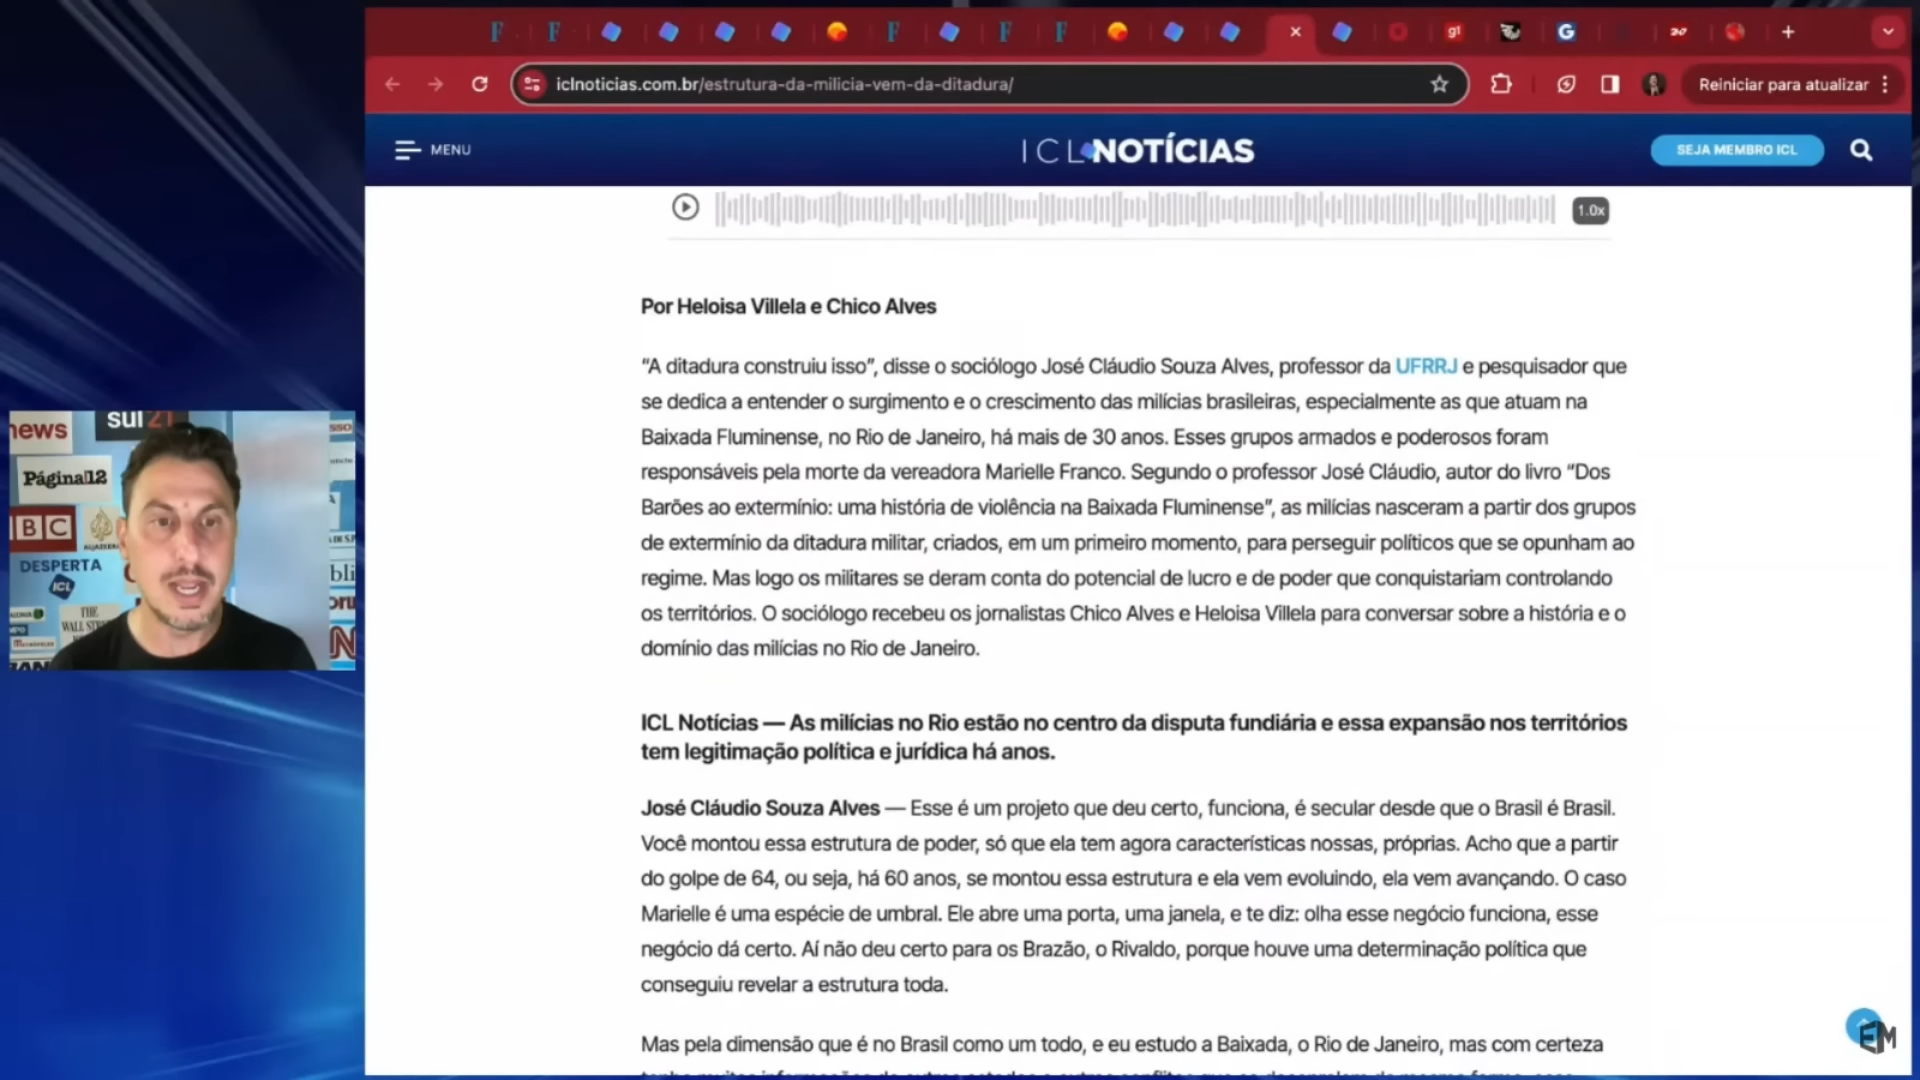 g1
G
247
iclnoticias.com.br/estrutura-da-milicia-vem-da-ditadura/
Reiniciar para atualizar
MENU
ICL NOTÍCIAS
SEJA MEMBRO ICL
1.0x
Por Heloisa Villela e Chico Alves
“A ditadura construiu isso”, disse o sociólogo José Cláudio Souza Alves, professor da UFRRJ e pesquisador que
se dedica a entender o surgimento e o crescimento das milícias brasileiras, especialmente as que atuam na
Baixada Fluminense, no Rio de Janeiro, há mais de 30 anos. Esses grupos armados e poderosos foram
responsáveis pela morte da vereadora Marielle Franco. Segundo o professor José Cláudio, autor do livro “Dos
Barões ao extermínio: uma história de violência na Baixada Fluminense”, as milícias nasceram a partir dos grupos
de extermínio da ditadura militar, criados, em um primeiro momento, para perseguir políticos que se opunham ao
regime. Mas logo os militares se deram conta do potencial de lucro e de poder que conquistariam controlando
os territórios. O sociólogo recebeu os jornalistas Chico Alves e Heloisa Villela para conversar sobre a história e o
domínio das milícias no Rio de Janeiro.
ICL Notícias — As milícias no Rio estão no centro da disputa fundiária e essa expansão nos territórios
tem legitimação política e jurídica há anos.
José Cláudio Souza Alves — Esse é um projeto que deu certo, funciona, é secular desde que o Brasil é Brasil.
Você montou essa estrutura de poder, só que ela tem agora características nossas, próprias. Acho que a partir
do golpe de 64, ou seja, há 60 anos, se montou essa estrutura e ela vem evoluindo, ela vem avançando. O caso
Marielle é uma espécie de umbral. Ele abre uma porta, uma janela, e te diz: olha esse negócio funciona, esse
negócio dá certo. Aí não deu certo para os Brazão, o Rivaldo, porque houve uma determinação política que
conseguiu revelar a estrutura toda.
Mas pela dimensão que é no Brasil como um todo, e eu estudo a Baixada, o Rio de Janeiro, mas com certeza
news
sul 21
Página12
BBC
DESPERTA
ICL
THE
EM